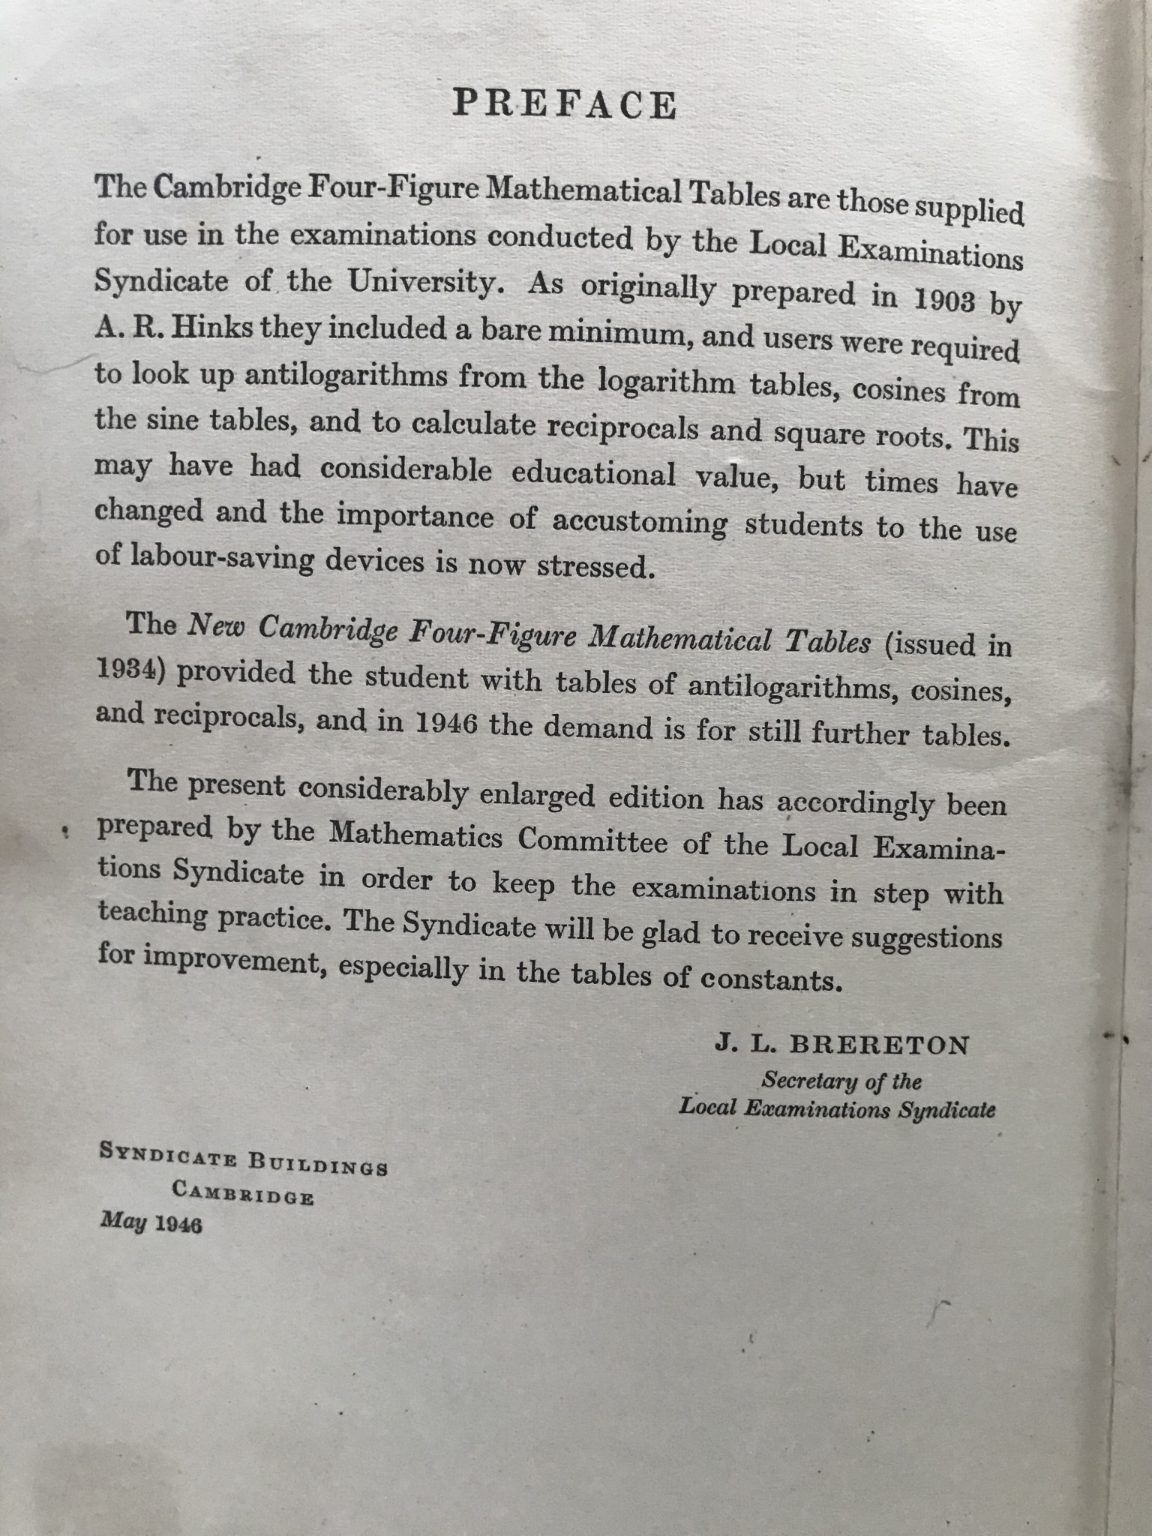 PREFACE
The Cambridge Four-Figure Mathematical Tables are those supplied
for use in the examinations conducted by the Local Examinations
Syndicate of the University. As originally prepared in 1903 by
A. R. Hinks they included a bare minimum, and users were required
to look up antilogarithms from the logarithm tables, cosines from
the sine tables, and to calculate reciprocals and square roots. This
may have had considerable educational value, but times have
changed and the importance of accustoming students to the use
of labour-saving devices is now stressed.
The New Cambridge Four-Figure Mathematical Tables (issued in
1934) provided the student with tables of antilogarithms, cosines,
and reciprocals, and in 1946 the demand is for still further tables.
The present considerably enlarged edition has accordingly been
prepared by the Mathematics Committee of the Local Examina-
tions Syndicate in order to keep the examinations in step with
teaching practice. The Syndicate will be glad to receive suggestions
for improvement, especially in the tables of constants.
J. L. BRERETON
Secretary of the
Local Examinations Syndicate
SYNDICATE BUILDINGS
CAMBRIDGE
May 1946